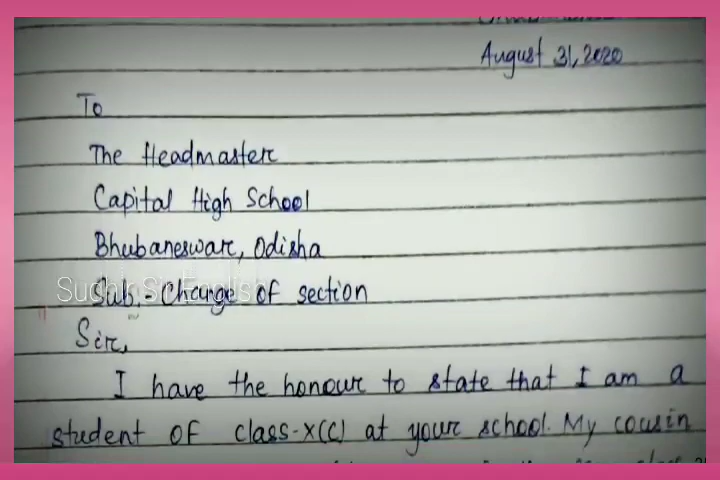 August 31, 2020
To
The Headmaster
Capital High School
Bhubaneswar, Odisha
Sub.- Change of section
Sir,
I have the honour to state that I am a
student of class-X(C) at your school. My cousin